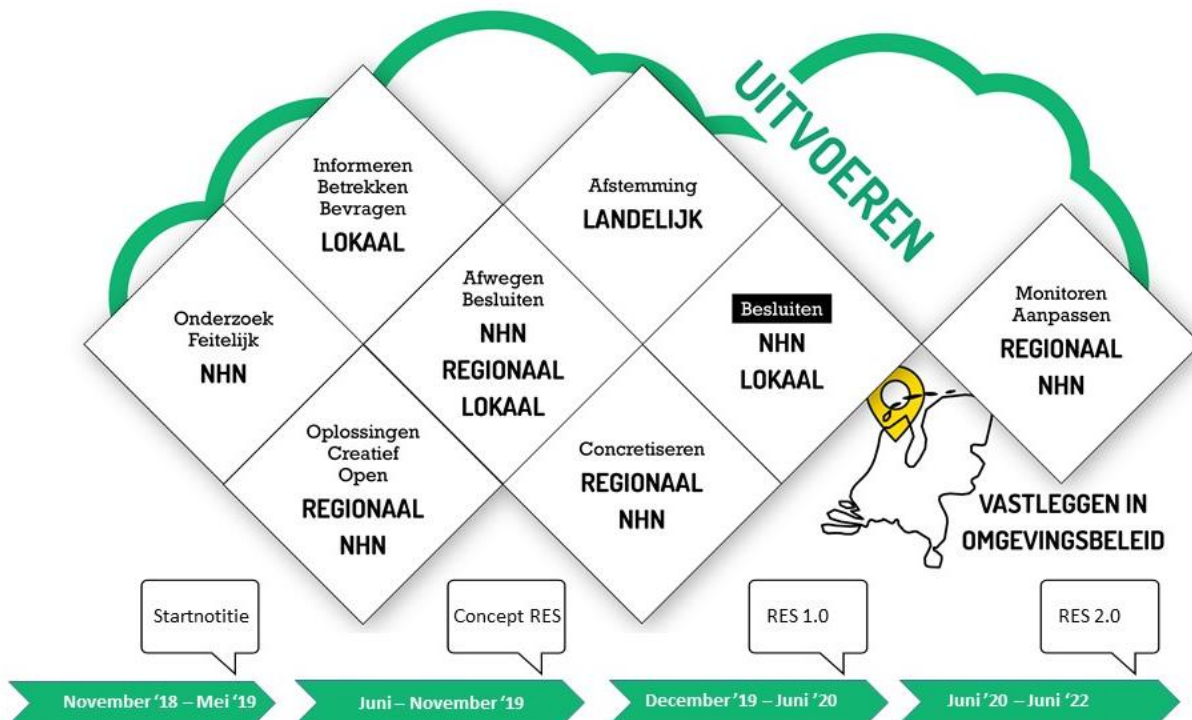 UITVOEREN
Informeren
Betrekken
Bevragen
LOKAAL
Afstemming
LANDELIJK
Onderzoek
Feitelijk
NHN
Afwegen
Besluiten
NHN
REGIONAAL
LOKAAL
Besluiten
NHN
LOKAAL
Monitoren
Aanpassen
REGIONAAL
NHN
Oplossingen
Creatief
Open
REGIONAAL
NHN
Concretiseren
REGIONAAL
NHN
VASTLEGGEN IN
OMGEVINGSBELEID
Startnotitie
Concept RES
RES 1.0
RES 2.0
November ‘18 – Mei ‘19
Juni – November ‘19
December ‘19 – Juni ‘20
Juni ‘20 – Juni ‘22